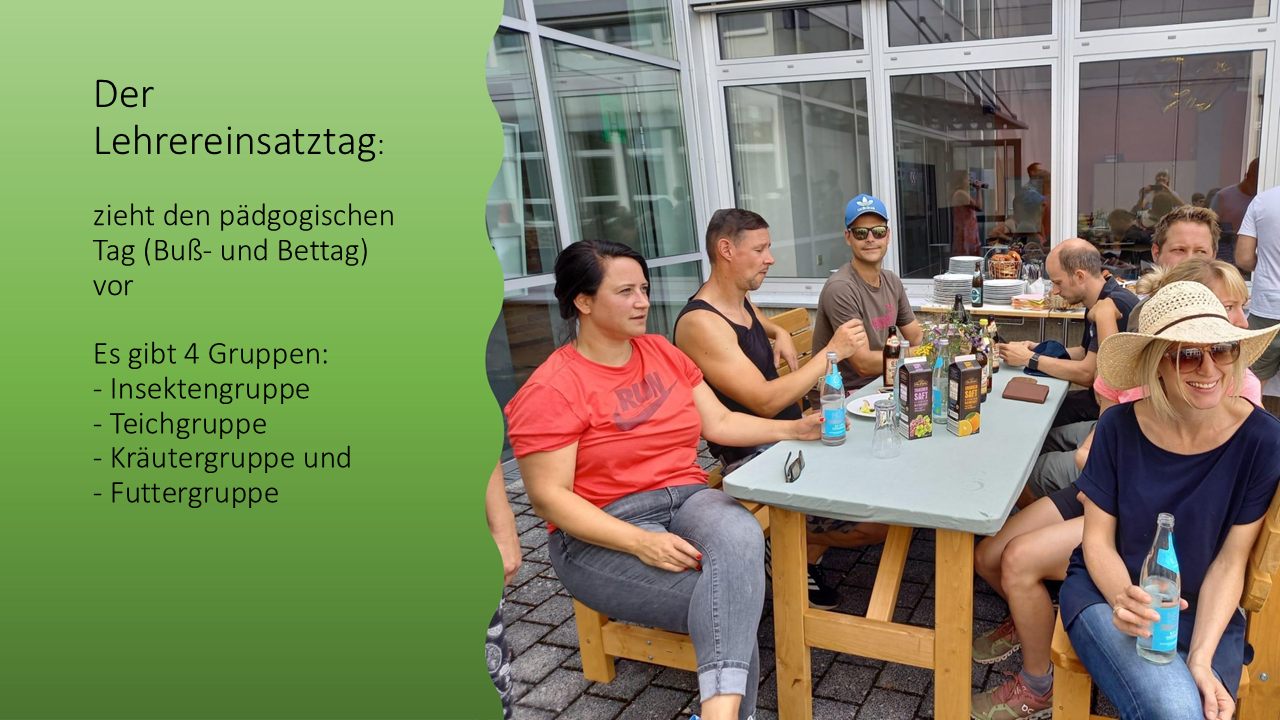 Der
Lehrereinsatztag:
zieht den pädgogischen
Tag (Buß- und Bettag)
vor
Es gibt 4 Gruppen:
- Insektengruppe
- Teichgruppe
- Kräutergruppe und
- Futtergruppe
RUN
SAFT
SAFT